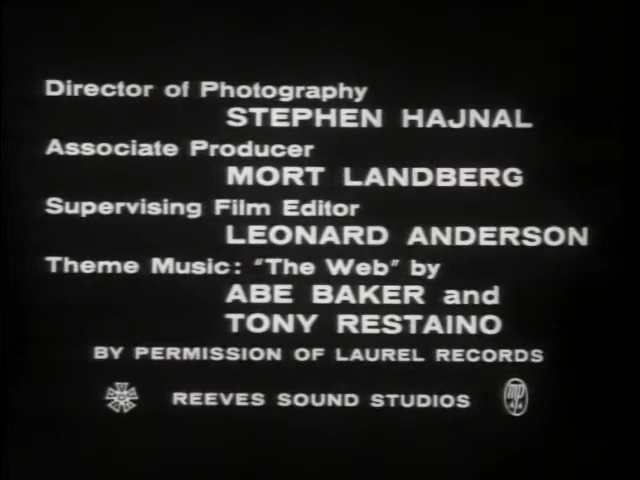 Director of Photography
STEPHEN HAJNAL
Associate Producer
MORT LANDBERG
Supervising Film Editor
LEONARD ANDERSON
Theme Music: "The Web" by
ABE BAKER and
TONY RESTAINO
BY PERMISSION OF LAUREL RECORDS
REEVES SOUND STUDIOS